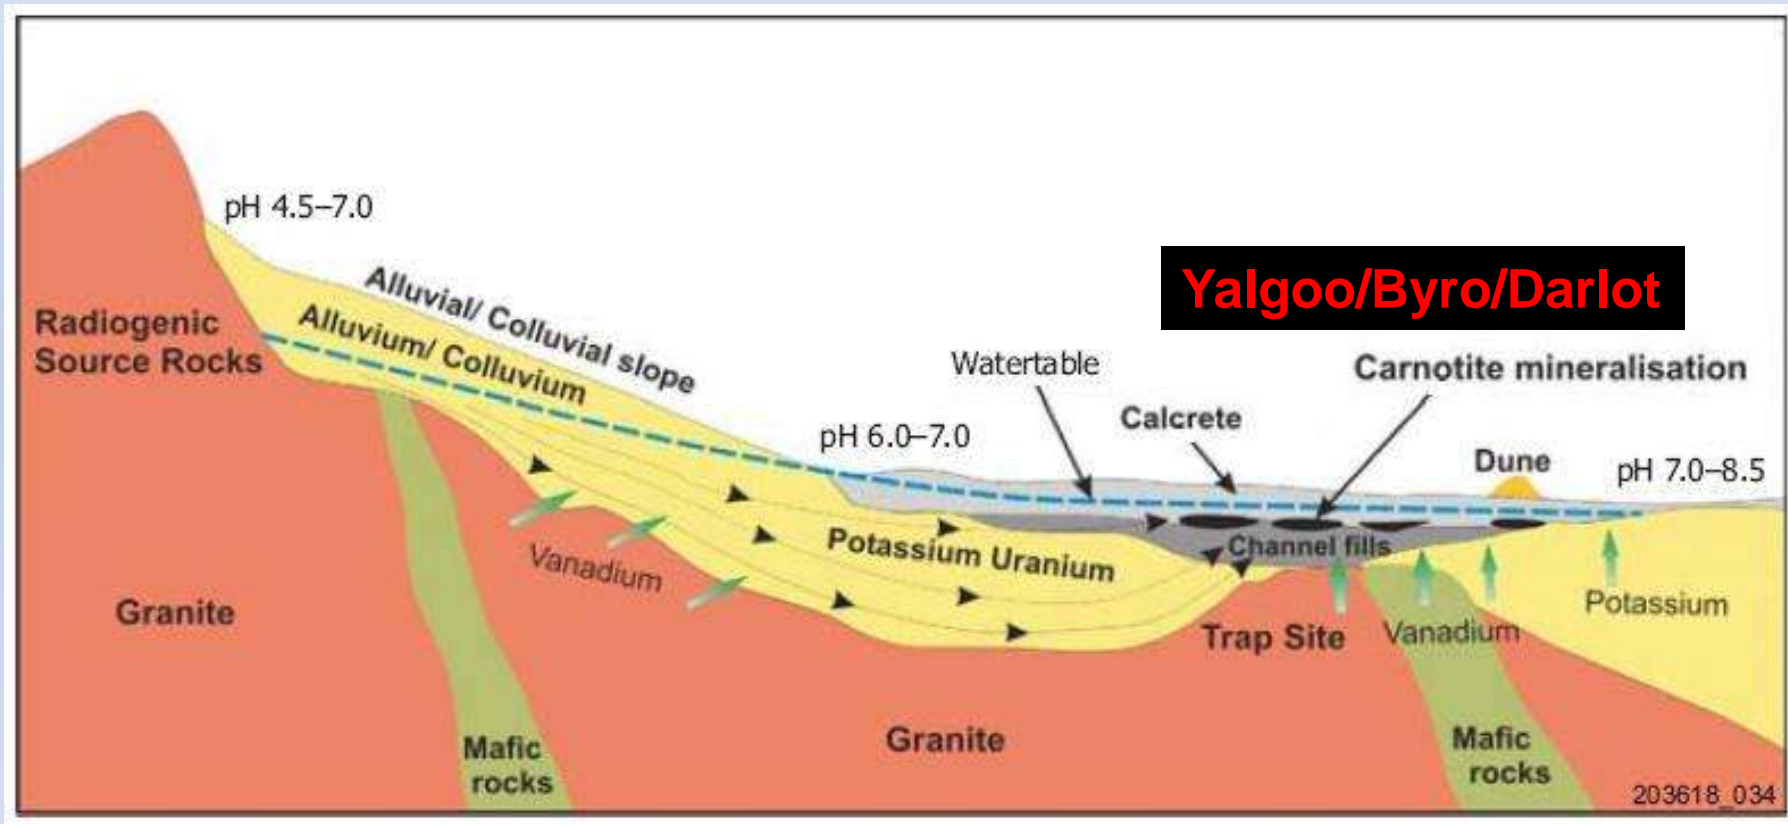 pH 4.5–7.0
Yalgoo/Byro/Darlot
Alluvial/ Colluvial slope
Radiogenic
Source Rocks
Alluvium/ Colluvium
Watertable
Carnotite mineralisation
Calcrete
pH 6.0–7.0
Dune
pH 7.0–8.5
Potassium Uranium
Channel fills
Vanadium
Granite
Potassium
Trap Site
Vanadium
Granite
Mafic
rocks
Mafic
rocks
203618_034